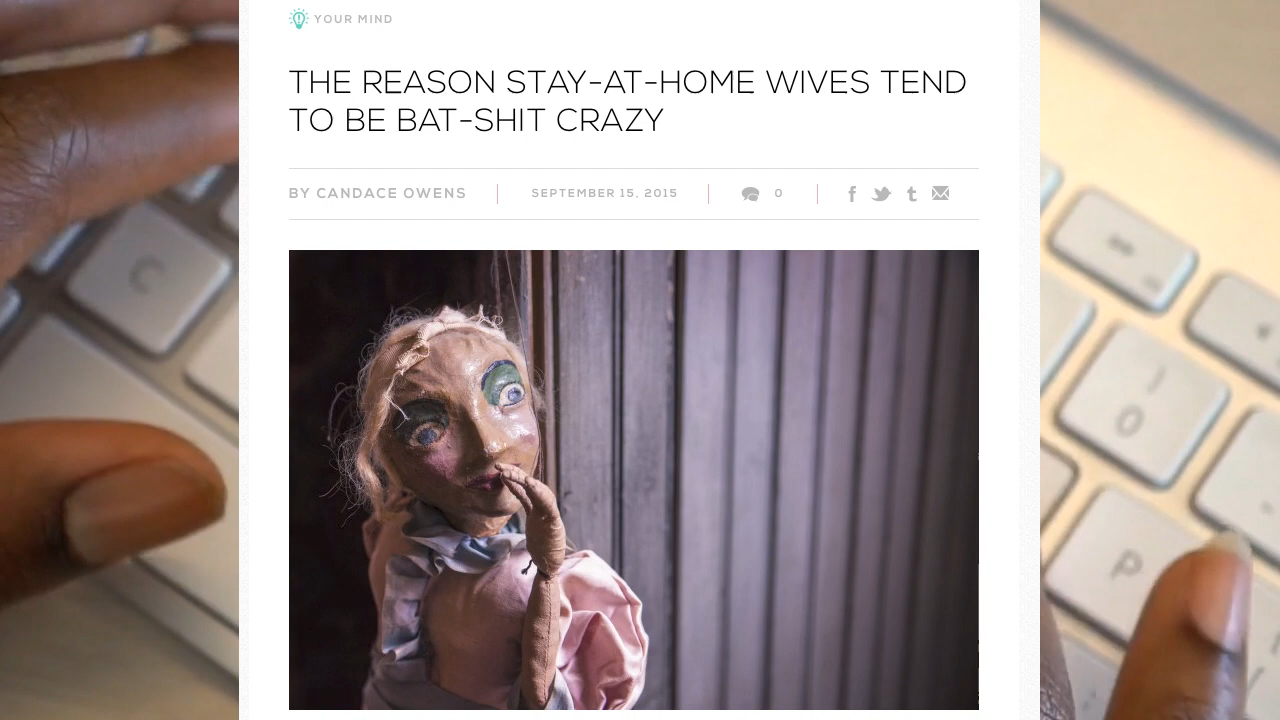 YOUR MIND
THE REASON STAY-AT-HOME WIVES TEND
TO BE BAT-SHIT CRAZY
BY CANDACE OWENS
SEPTEMBER 15, 2015
0
C
O
P